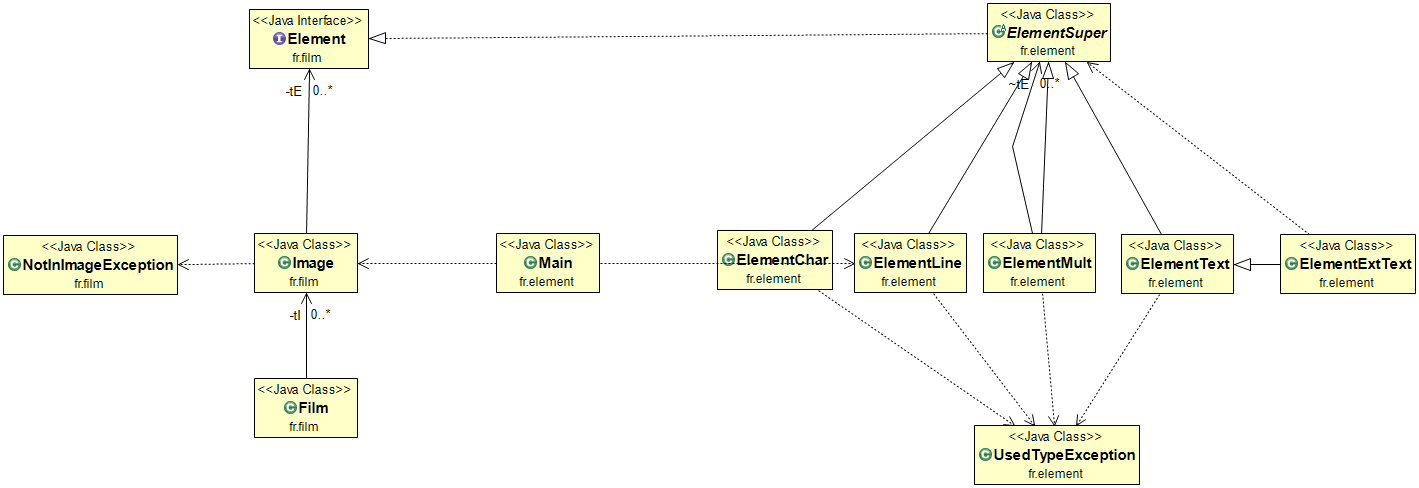 <<Java Interface>>
Element
fr.film
<<Java Class>>
ElementSuper
fr.element
-tE 0..*
~tE 0..*
<<Java Class>>
NotInImageException
fr.film
<<Java Class>>
Image
fr.film
<<Java Class>>
Main
fr.element
<<Java Class>>
ElementChar
fr.element
<<Java Class>>
ElementLine
fr.element
<<Java Class>>
ElementMult
fr.element
<<Java Class>>
ElementText
fr.element
<<Java Class>>
ElementExtText
fr.element
-tI 0..*
<<Java Class>>
Film
fr.film
<<Java Class>>
UsedTypeException
fr.element